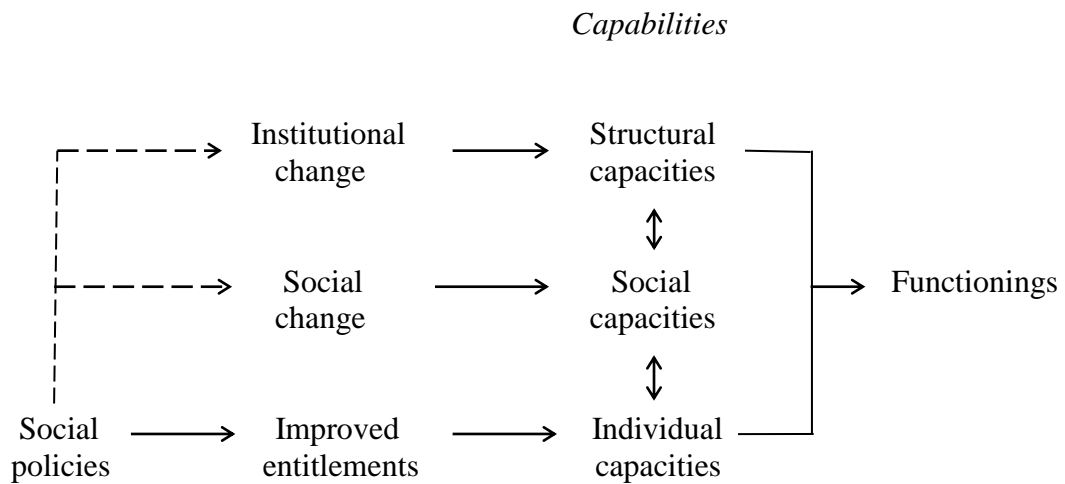 Capabilities
Institutional
change
Structural
capacities
Social
change
Social
capacities
Functionings
Social
policies
Improved
entitlements
Individual
capacities